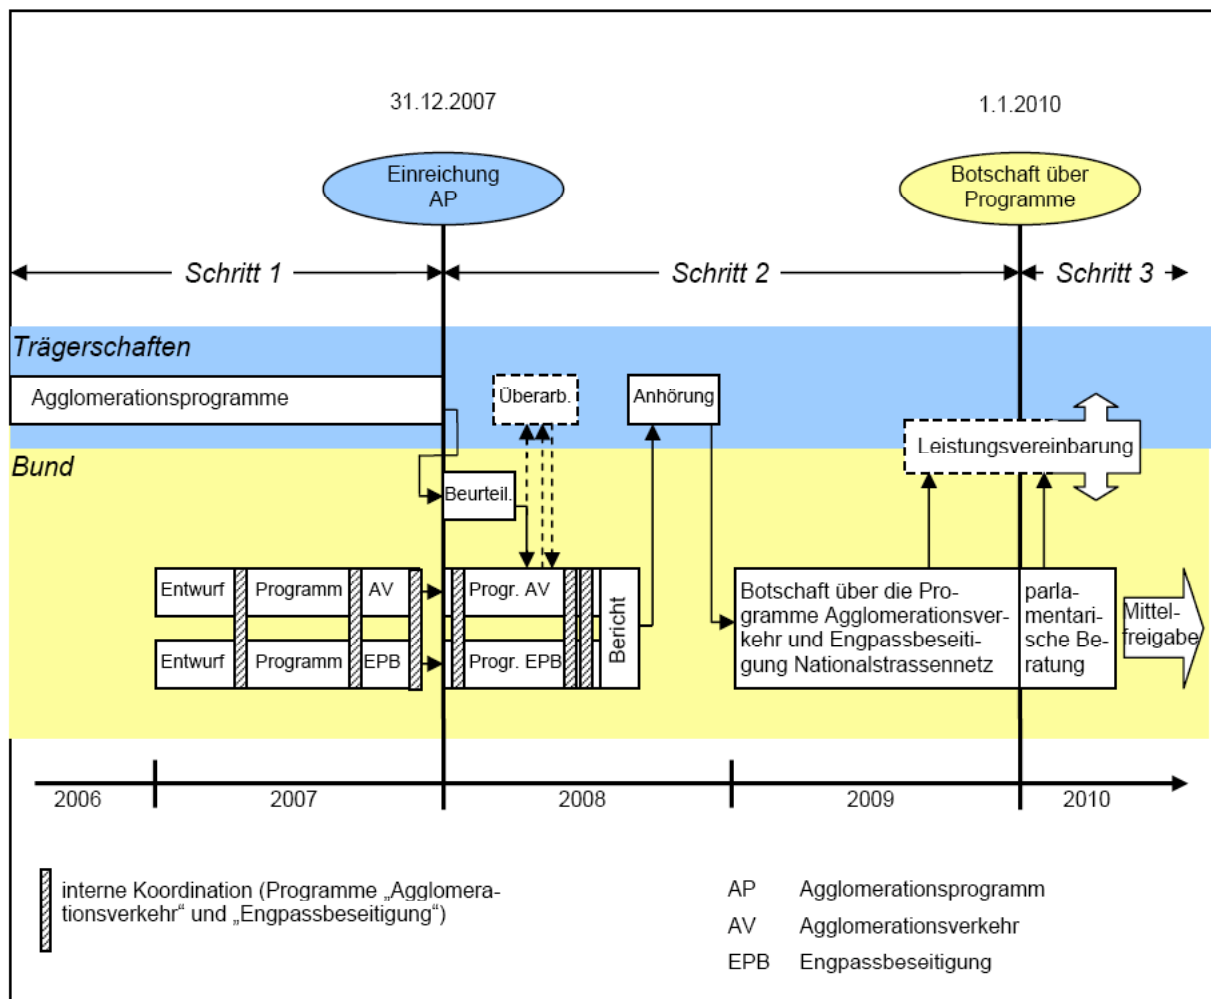 31.12.2007
1.1.2010
Einreichung
AP
Botschaft über
Programme
Schritt 1
Schritt 2
Schritt 3
Trägerschaften
Agglomerationsprogramme
Überarb.
Anhörung
Leistungsvereinbarung
Bund
Beurteil.
Entwurf Programm AV
Progr. AV
Entwurf Programm EPB
Progr. EPB
Bericht
Botschaft über die Pro-
gramme Agglomerationsver-
kehr und Engpassbeseiti-
gung Nationalstrassennetz
parla-
mentari-
sche Be-
ratung
Mittel-
freigabe
2006 2007 2008 2009 2010
interne Koordination (Programme „Agglomera-
tionsverkehr“ und „Engpassbeseitigung“)
AP Agglomerationsprogramm
AV Agglomerationsverkehr
EPB Engpassbeseitigung